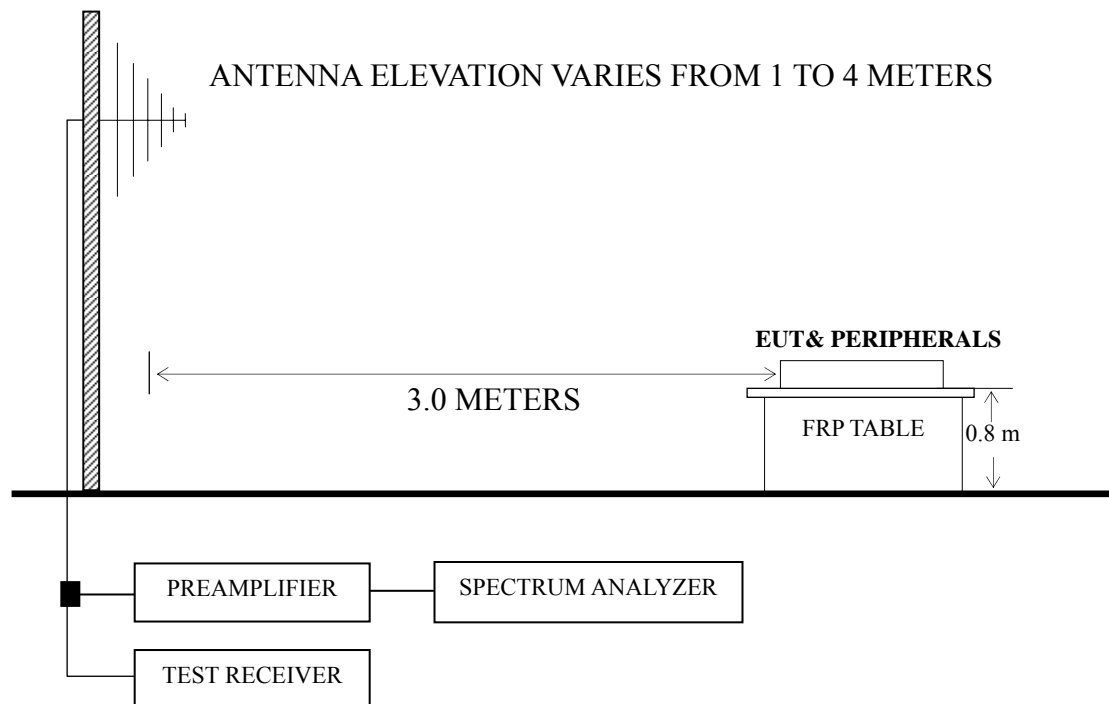 ANTENNA ELEVATION VARIES FROM 1 TO 4 METERS
EUT& PERIPHERALS
3.0 METERS
FRP TABLE
0.8 m
PREAMPLIFIER
SPECTRUM ANALYZER
TEST RECEIVER